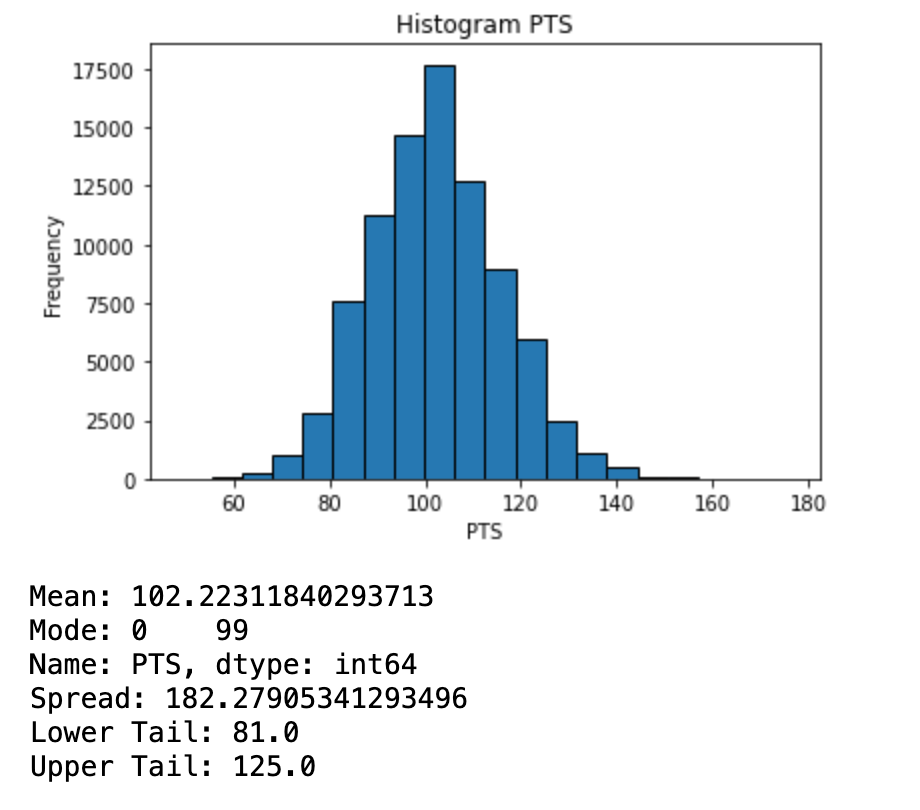 Histogram PTS
17500
15000
12500
10000
7500
5000
2500
0
Frequency
60 80 100 120 140 160 180
PTS
Mean: 102.22311840293713
Mode: 0    99
Name: PTS, dtype: int64
Spread: 182.27905341293496
Lower Tail: 81.0
Upper Tail: 125.0